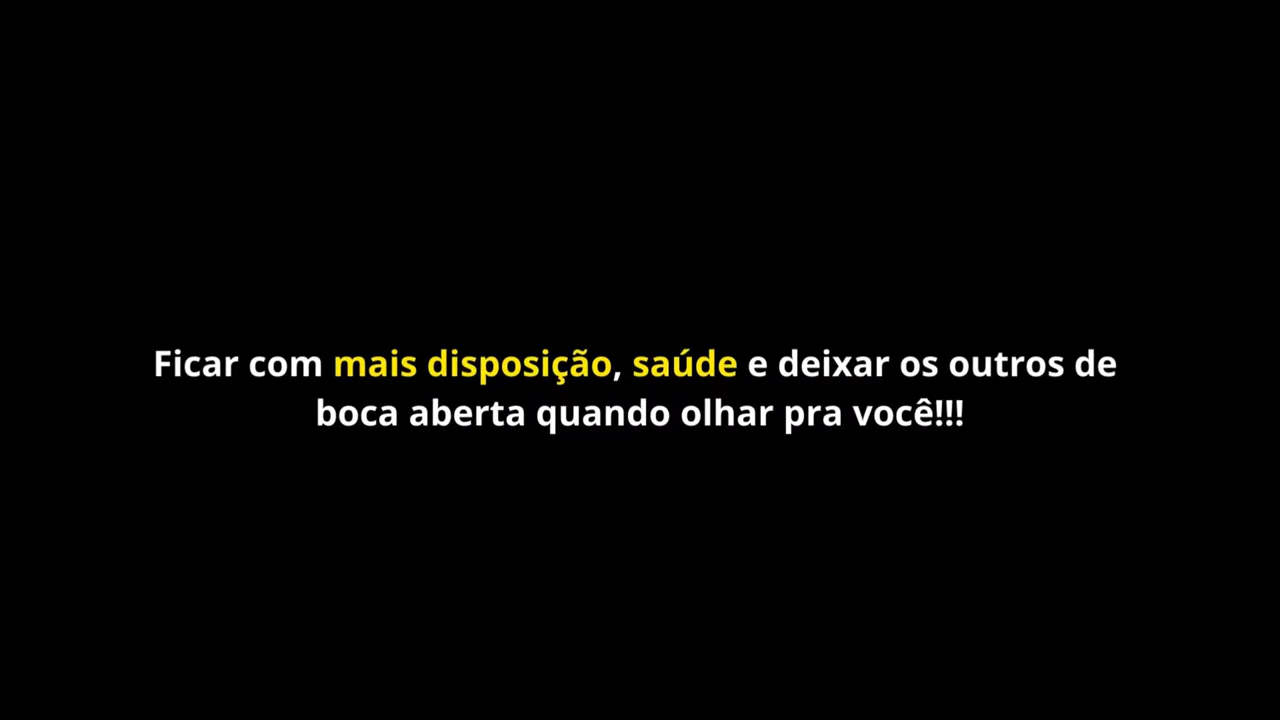 Ficar com mais disposição, saúde e deixar os outros de
boca aberta quando olhar pra você!!!